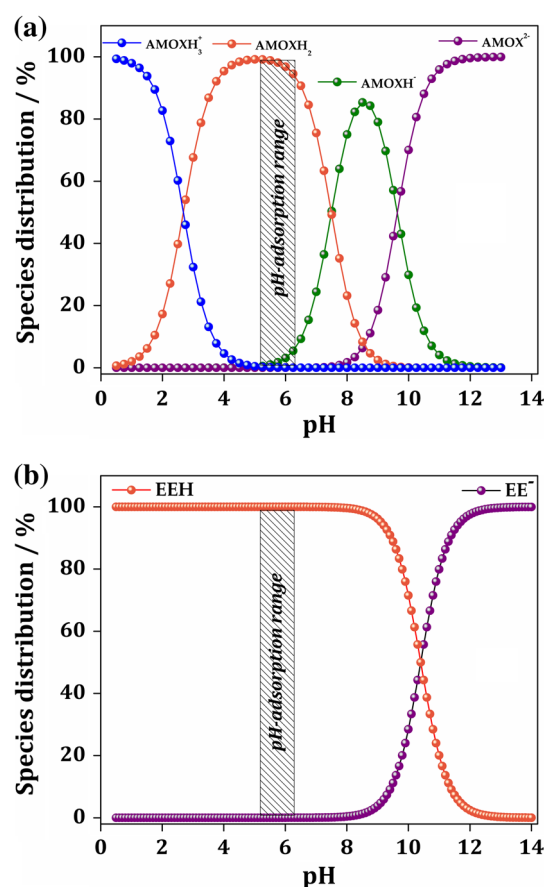 (a)
AMOXH₃⁺ AMOXH₂ AMOX²⁻
AMOXH⁻
Species distribution / %
100
80
60
40
20
0
pH-adsorption range
0 2 4 6 8 10 12 14
pH
(b)
EEH EE⁻
Species distribution / %
100
80
60
40
20
0
pH-adsorption range
0 2 4 6 8 10 12 14
pH